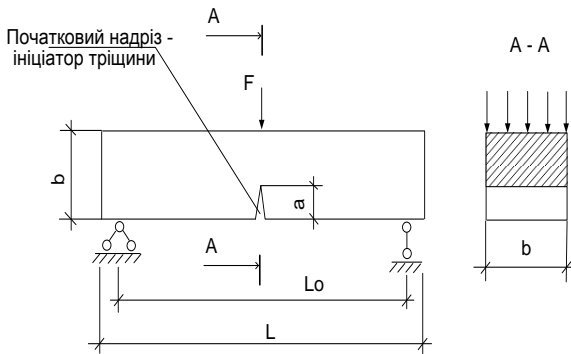 A
Початковий надріз -
ініціатор тріщини
A - A
F
b
a
A
b
Lo
L